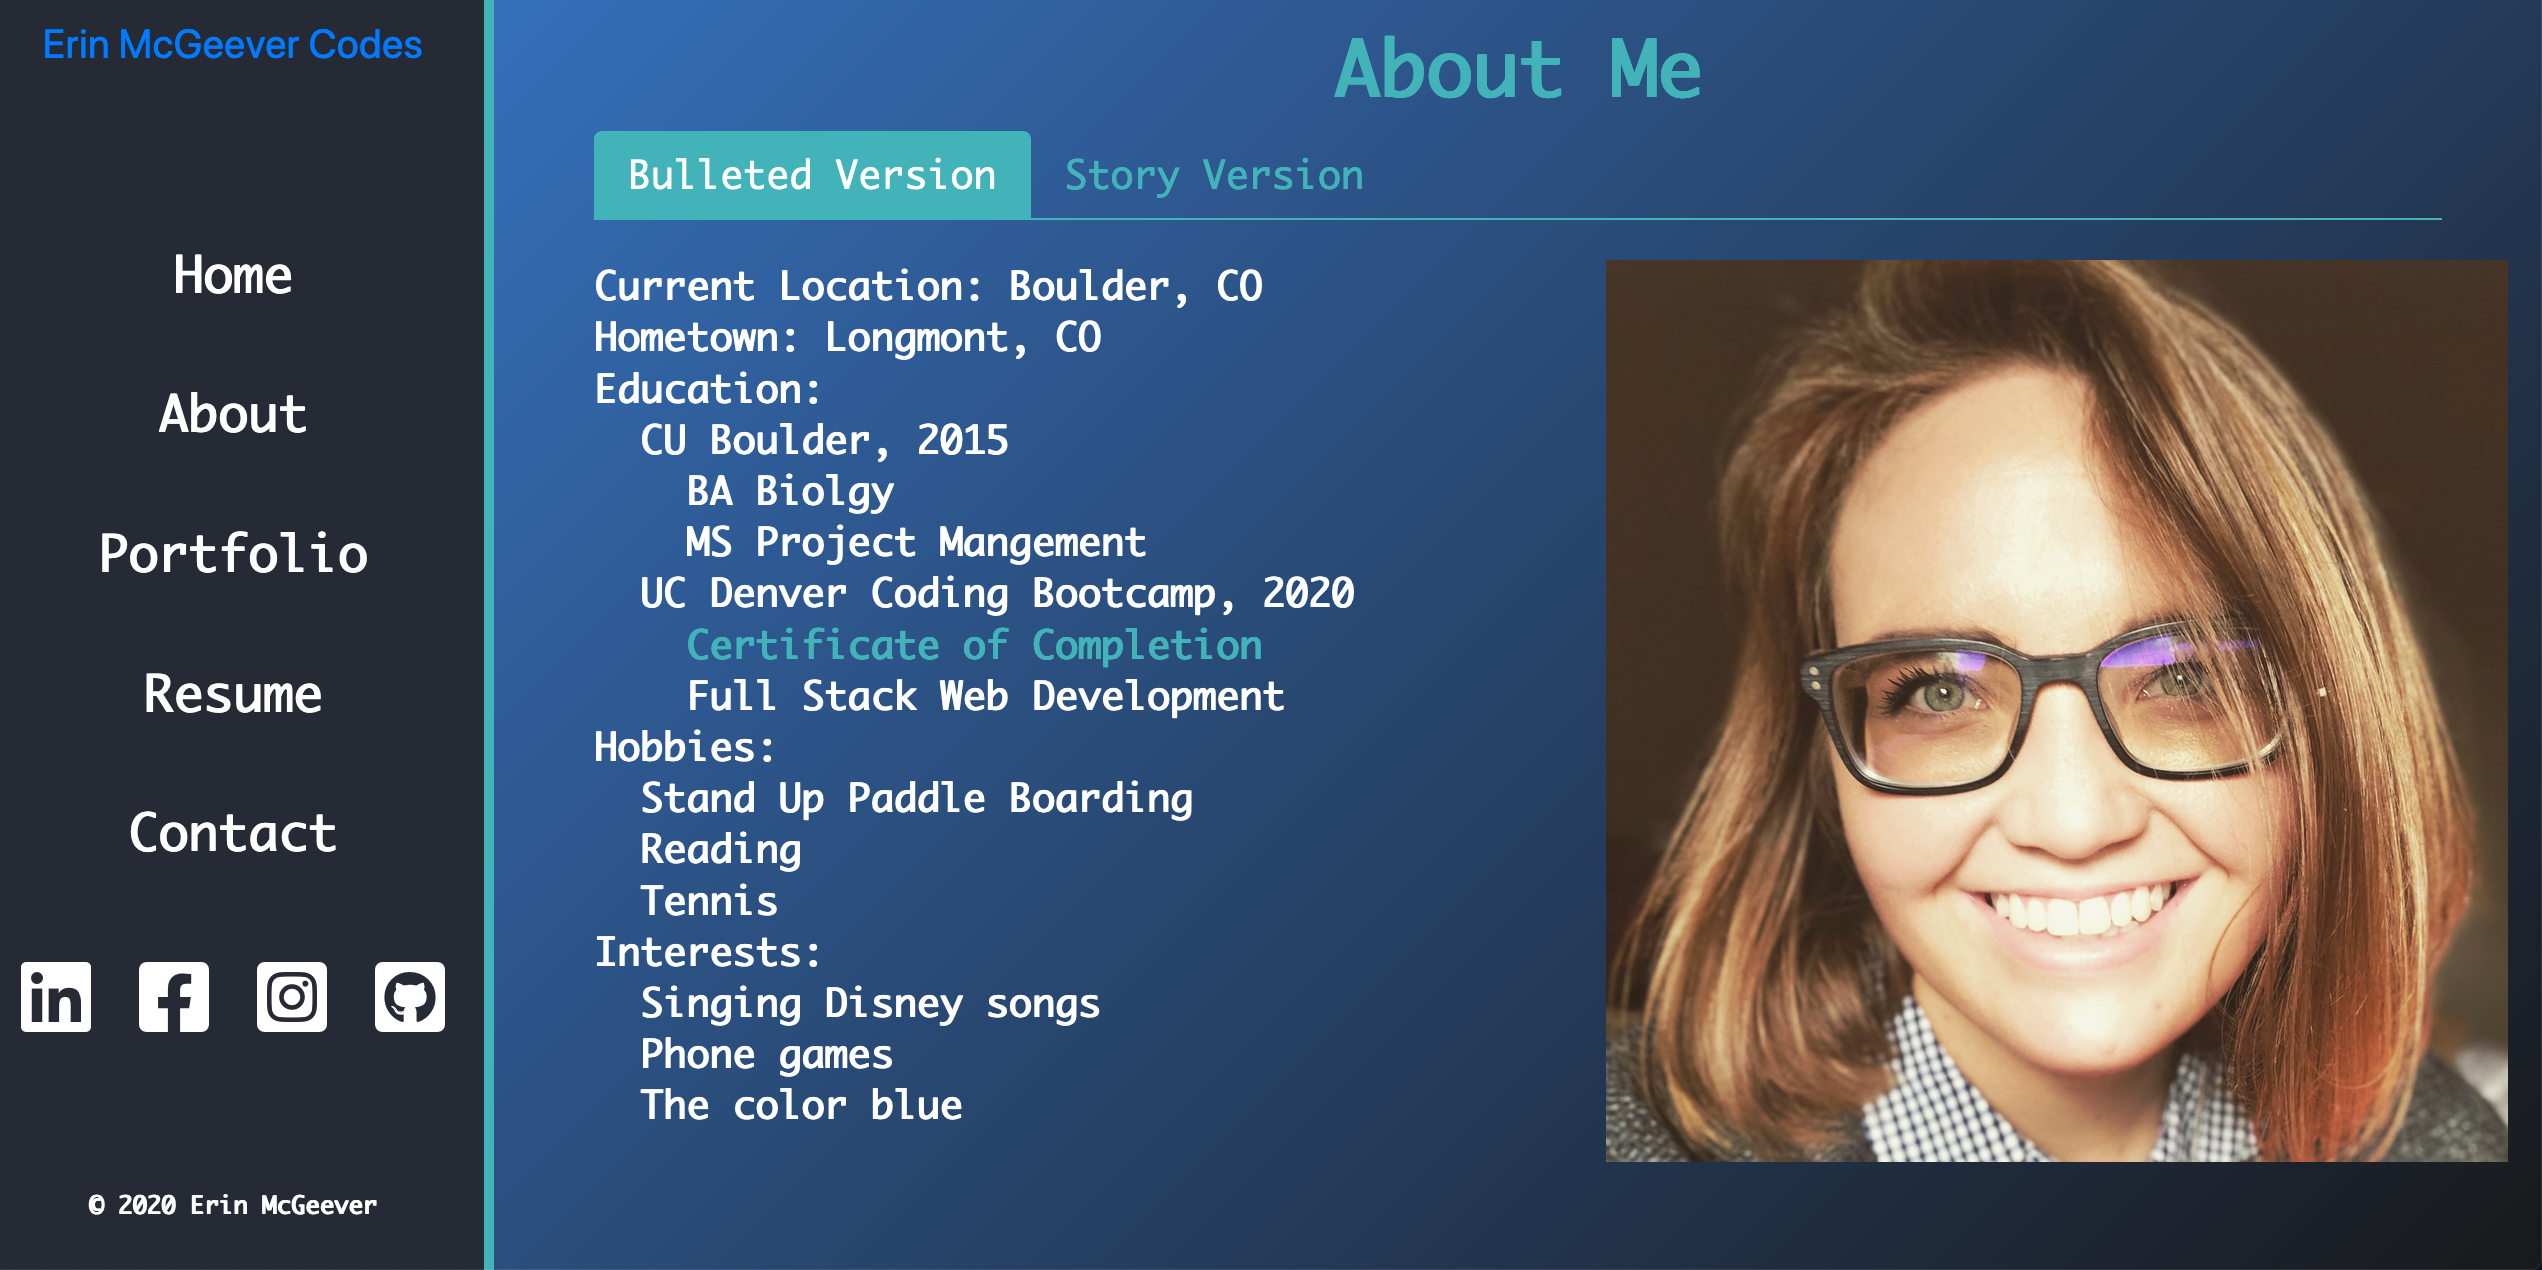 Erin McGeever Codes
Home
About
Portfolio
Resume
Contact
© 2020 Erin McGeever
About Me
Bulleted Version
Story Version
Current Location: Boulder, CO
Hometown: Longmont, CO
Education:
CU Boulder, 2015
BA Biolgy
MS Project Mangement
UC Denver Coding Bootcamp, 2020
Certificate of Completion
Full Stack Web Development
Hobbies:
Stand Up Paddle Boarding
Reading
Tennis
Interests:
Singing Disney songs
Phone games
The color blue